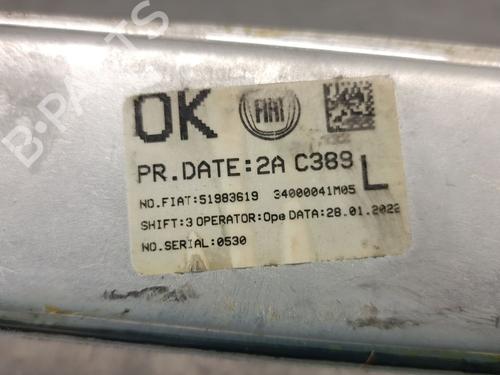 OK FIAT
PR.DATE:2A C389
L
NO.FIAT:51983619 34000041M05
SHIFT:3 OPERATOR:Ope DATA:28.01.2022
NO.SERIAL:0530
B-PARTS